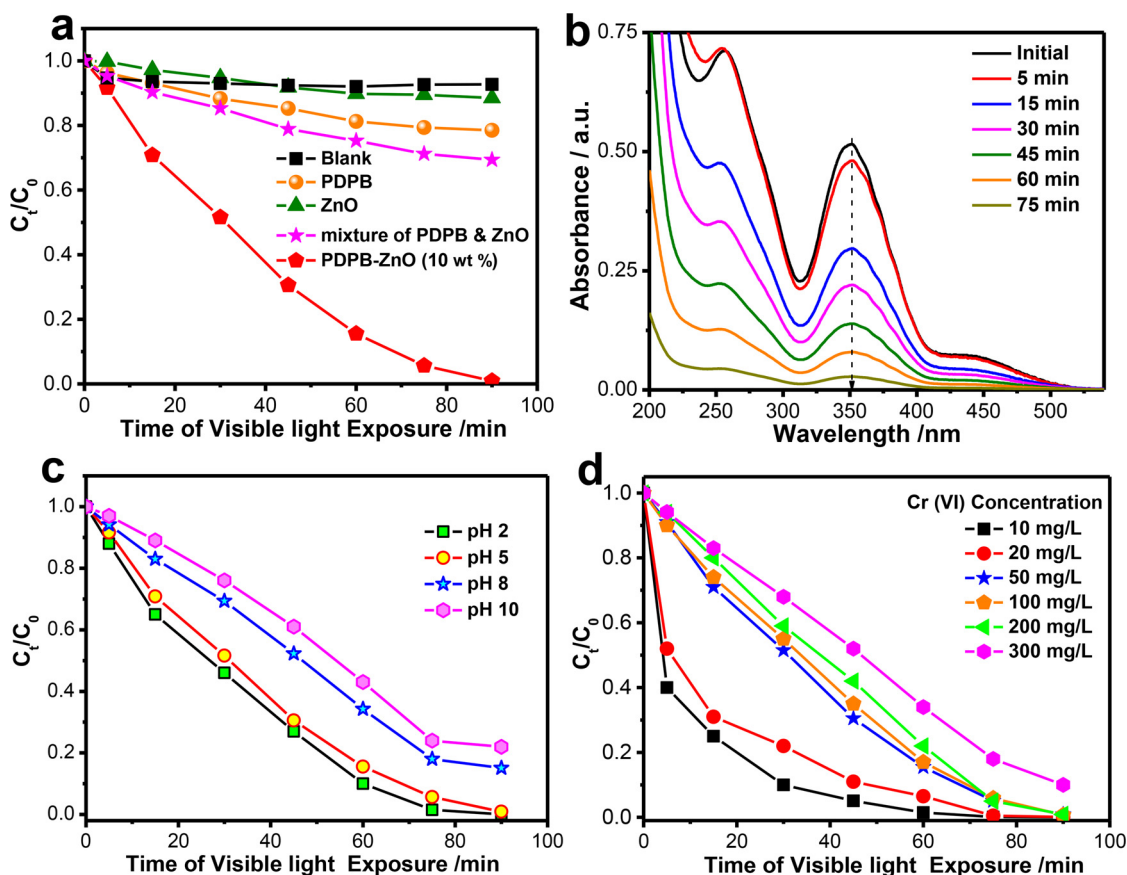 a
1.0
0.8
0.6
0.4
0.2
0.0
Ct/C0
Blank
PDPB
ZnO
mixture of PDPB & ZnO
PDPB-ZnO (10 wt %)
0 20 40 60 80 100
Time of Visible light Exposure /min
b
0.75
0.50
0.25
0.00
Absorbance / a.u.
Initial
5 min
15 min
30 min
45 min
60 min
75 min
200 250 300 350 400 450 500
Wavelength /nm
c
1.0
0.8
0.6
0.4
0.2
0.0
Ct/C0
pH 2
pH 5
pH 8
pH 10
0 20 40 60 80 100
Time of Visible light Exposure /min
d
1.0
0.8
0.6
0.4
0.2
0.0
Ct/C0
Cr (VI) Concentration
10 mg/L
20 mg/L
50 mg/L
100 mg/L
200 mg/L
300 mg/L
0 20 40 60 80 100
Time of Visible light Exposure /min